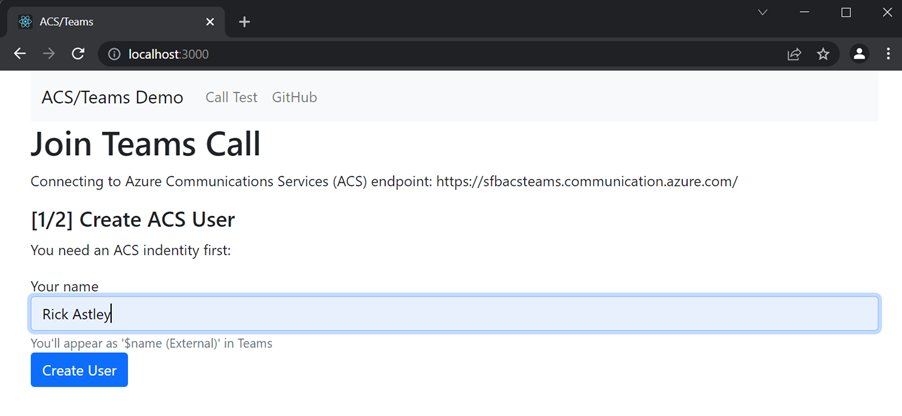 ACS/Teams
localhost:3000
ACS/Teams Demo Call Test GitHub
Join Teams Call
Connecting to Azure Communications Services (ACS) endpoint: https://sfbacsteams.communication.azure.com/
[1/2] Create ACS User
You need an ACS indentity first:
Your name
Rick Astley
You'll appear as '$name (External)' in Teams
Create User